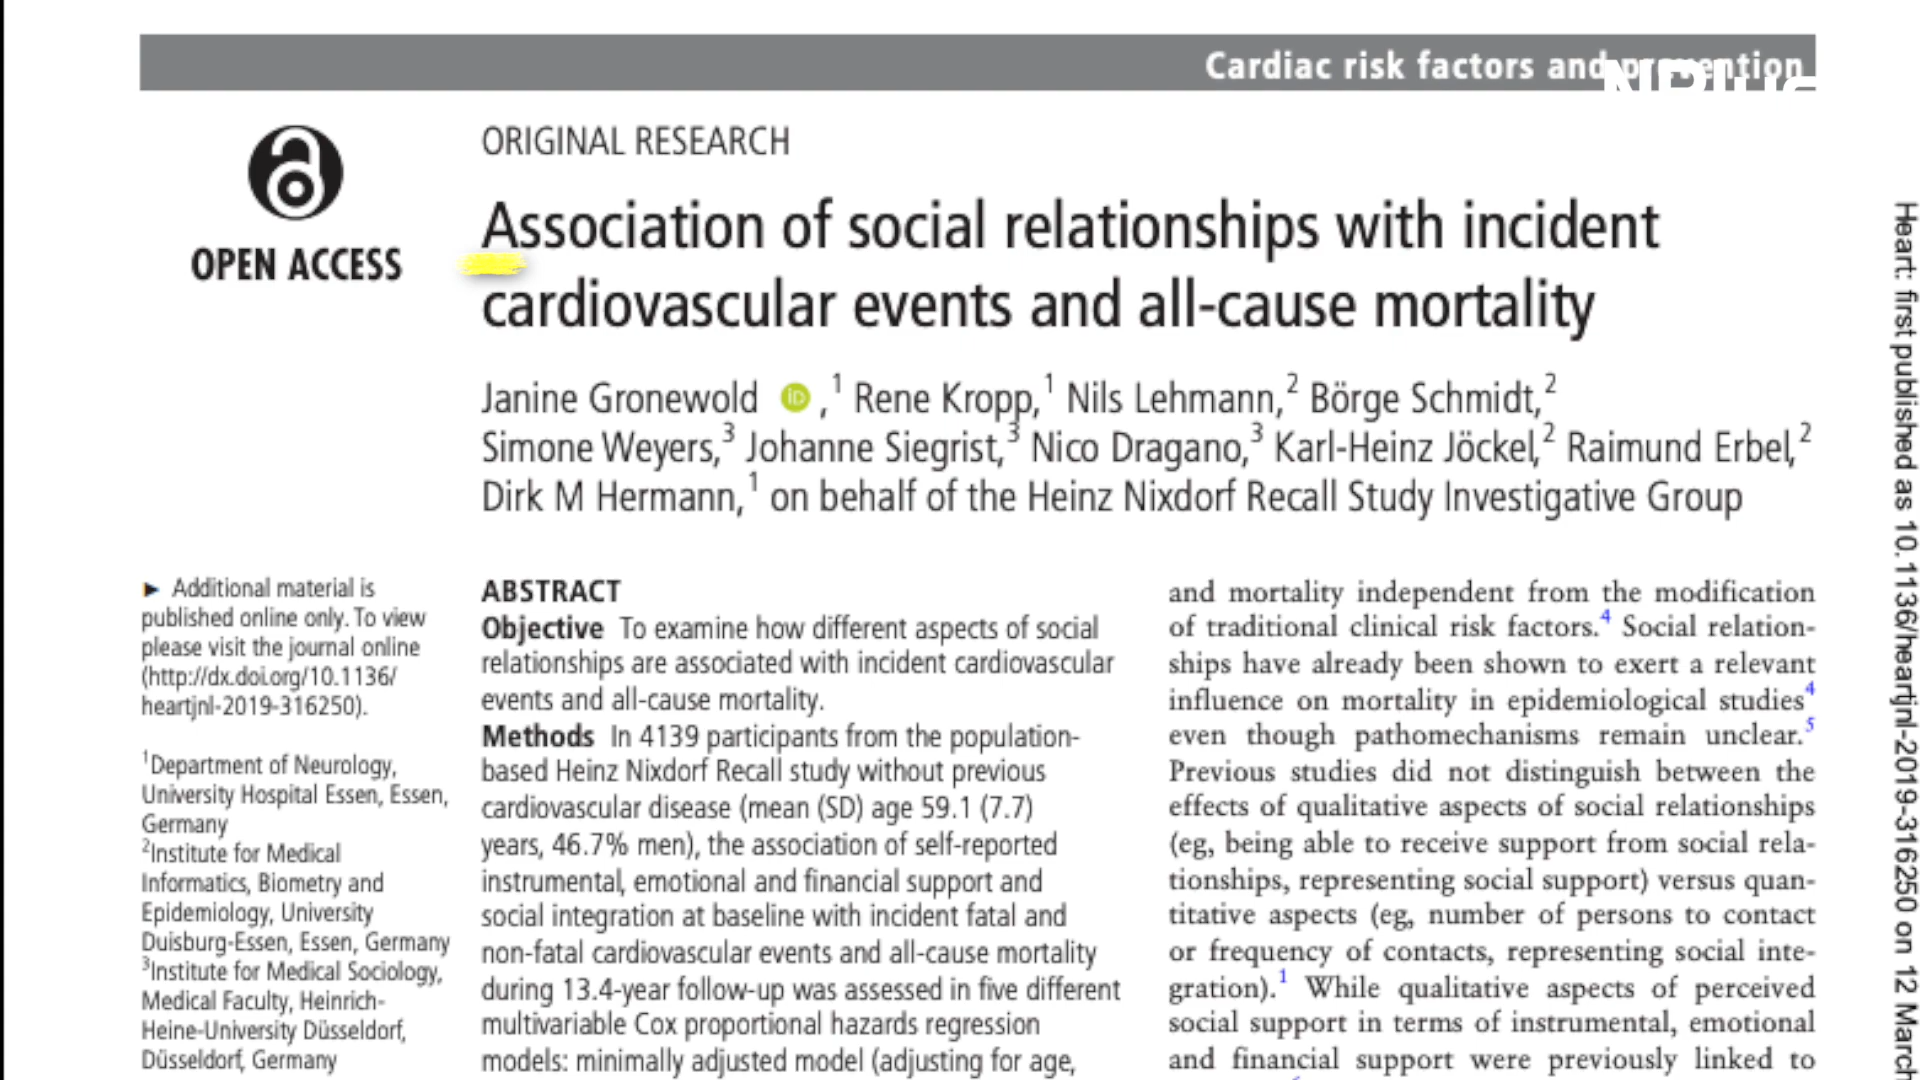 Cardiac risk factors and prevention
NPlus
OPEN ACCESS
ORIGINAL RESEARCH
Association of social relationships with incident
cardiovascular events and all-cause mortality
Janine Gronewold iD ,1 Rene Kropp,1 Nils Lehmann,2 Börge Schmidt,2
Simone Weyers,3 Johanne Siegrist,3 Nico Dragano,3 Karl-Heinz Jöckel,2 Raimund Erbel,2
Dirk M Hermann,1 on behalf of the Heinz Nixdorf Recall Study Investigative Group
► Additional material is
published online only. To view
please visit the journal online
(http://dx.doi.org/10.1136/
heartjnl-2019-316250).
1Department of Neurology,
University Hospital Essen, Essen,
Germany
2Institute for Medical
Informatics, Biometry and
Epidemiology, University
Duisburg-Essen, Essen, Germany
3Institute for Medical Sociology,
Medical Faculty, Heinrich-
Heine-University Düsseldorf,
Düsseldorf, Germany
ABSTRACT
Objective To examine how different aspects of social
relationships are associated with incident cardiovascular
events and all-cause mortality.
Methods In 4139 participants from the population-
based Heinz Nixdorf Recall study without previous
cardiovascular disease (mean (SD) age 59.1 (7.7)
years, 46.7% men), the association of self-reported
instrumental, emotional and financial support and
social integration at baseline with incident fatal and
non-fatal cardiovascular events and all-cause mortality
during 13.4-year follow-up was assessed in five different
multivariable Cox proportional hazards regression
models: minimally adjusted model (adjusting for age,
and mortality independent from the modification
of traditional clinical risk factors.4 Social relation-
ships have already been shown to exert a relevant
influence on mortality in epidemiological studies4
even though pathomechanisms remain unclear.5
Previous studies did not distinguish between the
effects of qualitative aspects of social relationships
(eg, being able to receive support from social rela-
tionships, representing social support) versus quan-
titative aspects (eg, number of persons to contact
or frequency of contacts, representing social inte-
gration).1 While qualitative aspects of perceived
social support in terms of instrumental, emotional
and financial support were previously linked to
Heart: first published as 10.1136/heartjnl-2019-316250 on 12 March